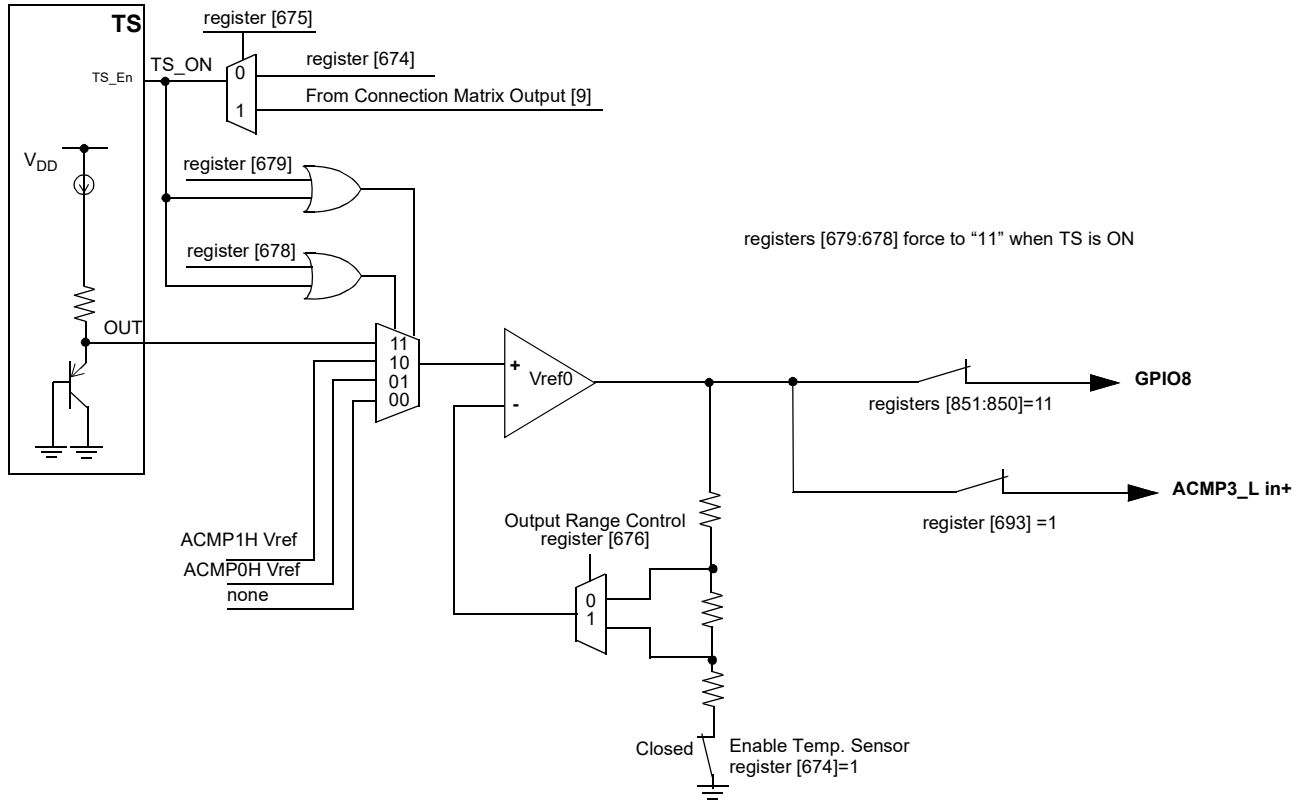 TS
register [675]
TS_ON
register [674]
TS_En
0
From Connection Matrix Output [9]
1
VDD
register [679]
registers [679:678] force to “11” when TS is ON
register [678]
OUT
11
10
01
00
+
Vref0
-
GPIO8
registers [851:850]=11
ACMP3_L in+
register [693] =1
Output Range Control
register [676]
ACMP1H Vref
ACMP0H Vref
none
0
1
Closed
Enable Temp. Sensor
register [674]=1